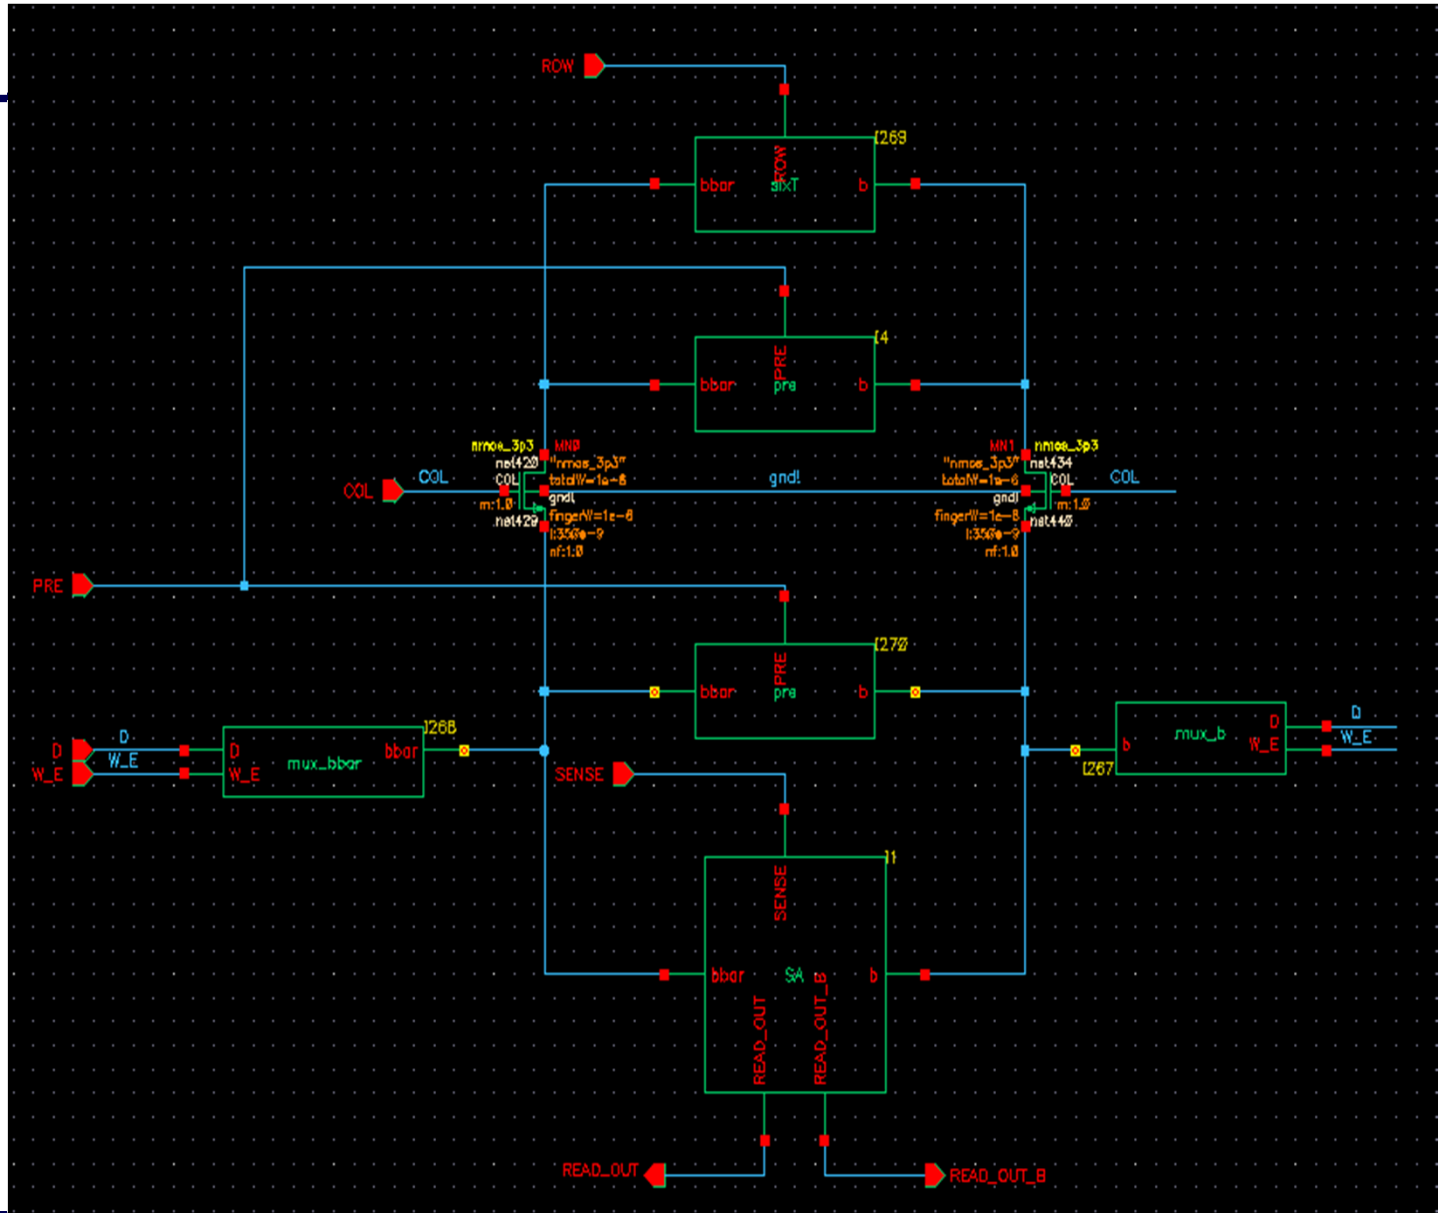 ROW
I269
ROW
bbar
sixT
b
I4
PRE
bbar
pre
b
nmos_3p3
MN0
MN1
nmos_3p3
net420
"nmos_3p3"
"nmos_3p3"
net434
COL
COL
COL
totalW=1e-6
gnd!
totalW=1e-6
COL
COL
m:1.0
gnd!
gnd!
m:1.0
net429
fingerW=1e-6
fingerW=1e-6
net440
l:350e-9
l:350e-9
nf:1.0
nf:1.0
PRE
I270
PRE
bbar
pre
b
D
D
W_E
W_E
I268
D
W_E
mux_bbar
bbar
SENSE
b
mux_b
D
W_E
D
W_E
I267
I1
SENSE
bbar
SA
b
READ_OUT
READ_OUT_B
READ_OUT
READ_OUT_B